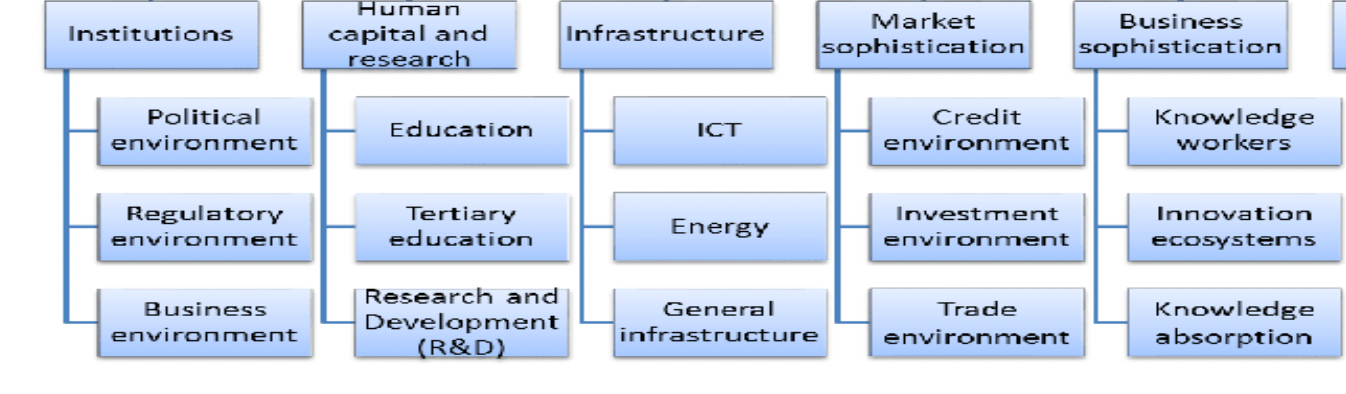 Institutions
Political
environment
Regulatory
environment
Business
environment
Human
capital and
research
Education
Tertiary
education
Research and
Development
(R&D)
Infrastructure
ICT
Energy
General
infrastructure
Market
sophistication
Credit
environment
Investment
environment
Trade
environment
Business
sophistication
Knowledge
workers
Innovation
ecosystems
Knowledge
absorption